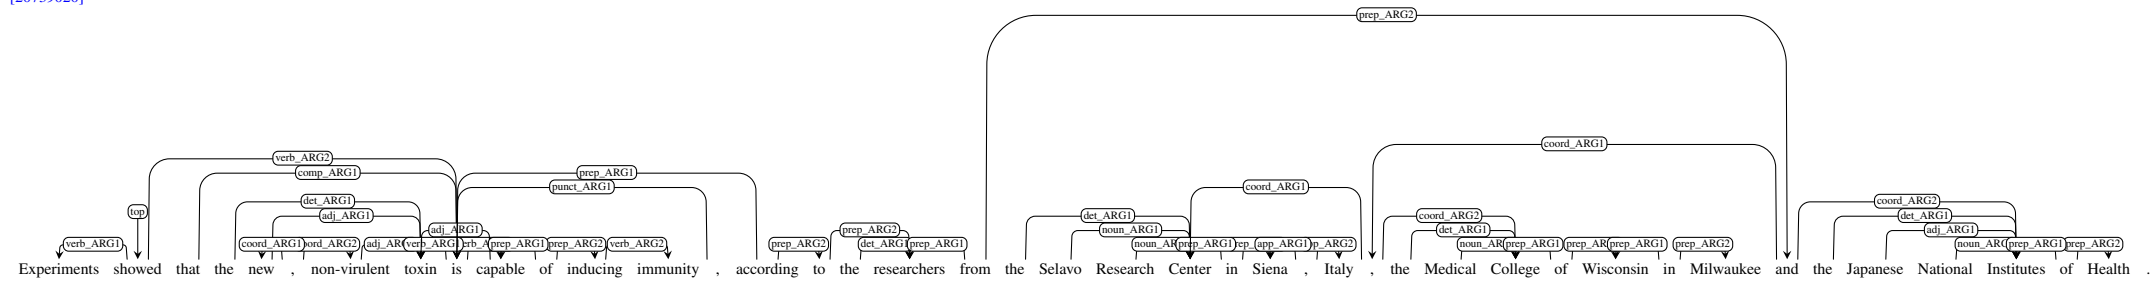 prep_ARG2
coord_ARG1
verb_ARG2
comp_ARG1 prep_ARG1
punct_ARG1 coord_ARG1
det_ARG1 coord_ARG2
top adj_ARG1 det_ARG1 coord_ARG2 det_ARG1
adj_ARG1 prep_ARG2 noun_ARG1 det_ARG1 adj_ARG1
verb_ARG1 coord_ARG1 verb_ARG1 prep_ARG1 prep_ARG2 verb_ARG2 prep_ARG2 prep_ARG1 prep_ARG1 app_ARG1 prep_ARG1 prep_ARG1 prep_ARG2 prep_ARG1 prep_ARG2
Experiments showed that the new , non-virulent toxin is capable of inducing immunity , according to the researchers from the Selavo Research Center in Siena , Italy , the Medical College of Wisconsin in Milwaukee and the Japanese National Institutes of Health .